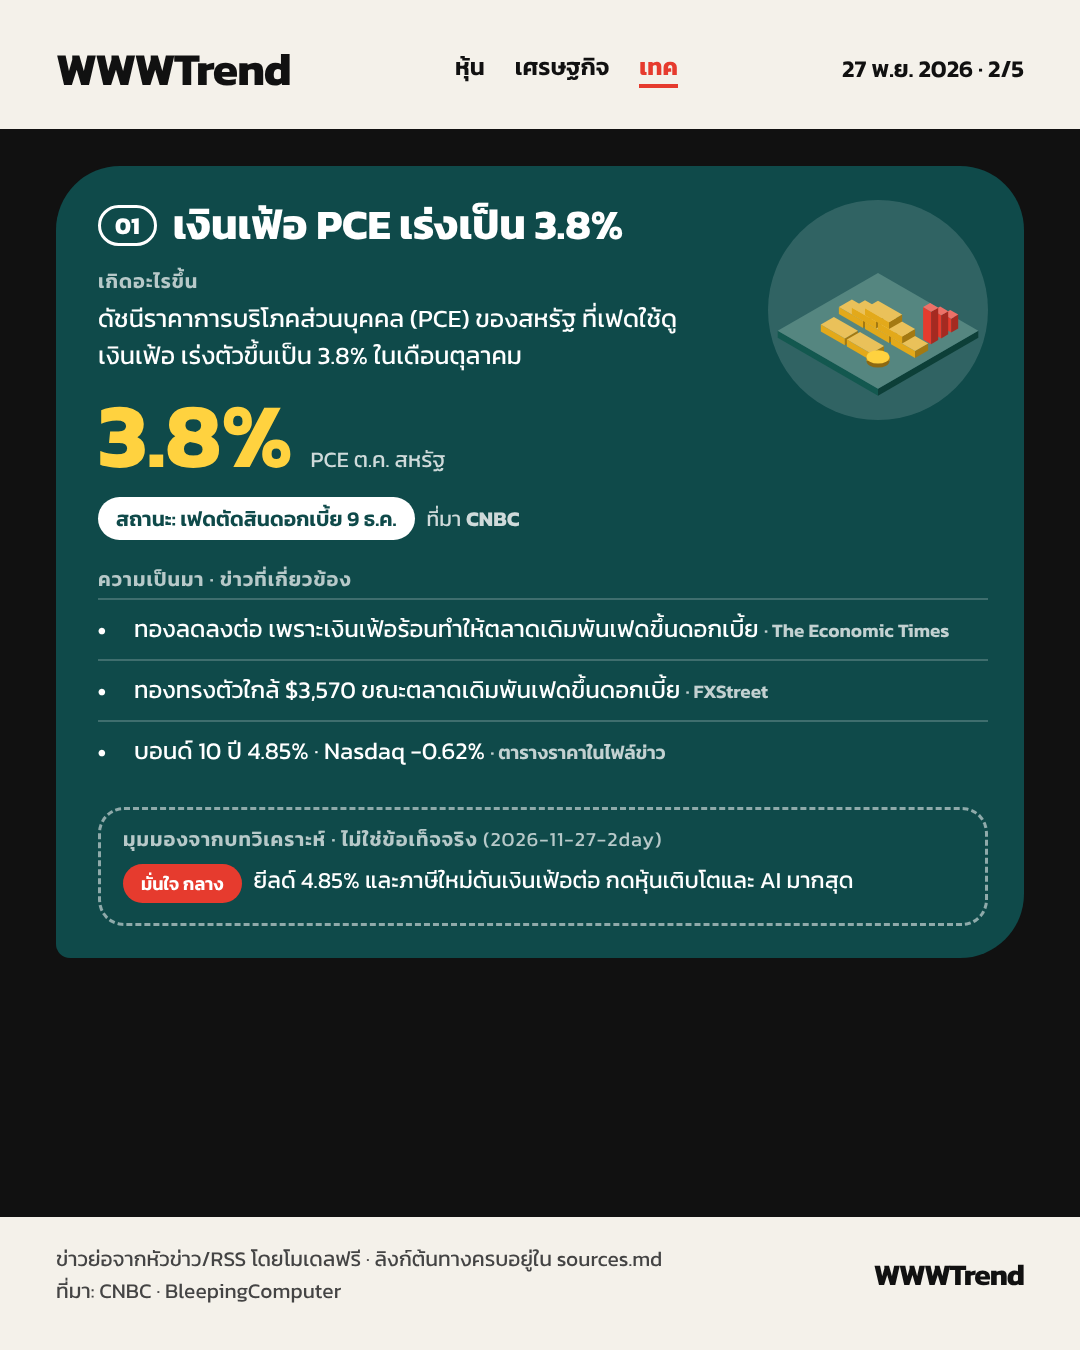 WWWTrend
หุ้น เศรษฐกิจ เทค
27 พ.ย. 2026 · 2/5
01 เงินเฟ้อ PCE เร่งเป็น 3.8%
เกิดอะไรขึ้น
ดัชนีราคาการบริโภคส่วนบุคคล (PCE) ของสหรัฐ ที่เฟดใช้ดู
เงินเฟ้อ เร่งตัวขึ้นเป็น 3.8% ในเดือนตุลาคม
3.8% PCE ต.ค. สหรัฐ
สถานะ: เฟดตัดสินดอกเบี้ย 9 ธ.ค. ที่มา CNBC
ความเป็นมา · ข่าวที่เกี่ยวข้อง
• ทองลดลงต่อ เพราะเงินเฟ้อร้อนทำให้ตลาดเดิมพันเฟดขึ้นดอกเบี้ย · The Economic Times
• ทองทรงตัวใกล้ $3,570 ขณะตลาดเดิมพันเฟดขึ้นดอกเบี้ย · FXStreet
• บอนด์ 10 ปี 4.85% · Nasdaq -0.62% · ตารางราคาในไฟล์ข่าว
มุมมองจากบทวิเคราะห์ · ไม่ใช่ข้อเท็จจริง (2026-11-27-2day)
มั่นใจ กลาง ยีลด์ 4.85% และภาษีใหม่ดันเงินเฟ้อต่อ กดหุ้นเติบโตและ AI มากสุด
ข่าวย่อจากหัวข่าว/RSS โดยโมเดลฟรี · ลิงก์ต้นทางครบอยู่ใน sources.md
ที่มา: CNBC · BleepingComputer
WWWTrend